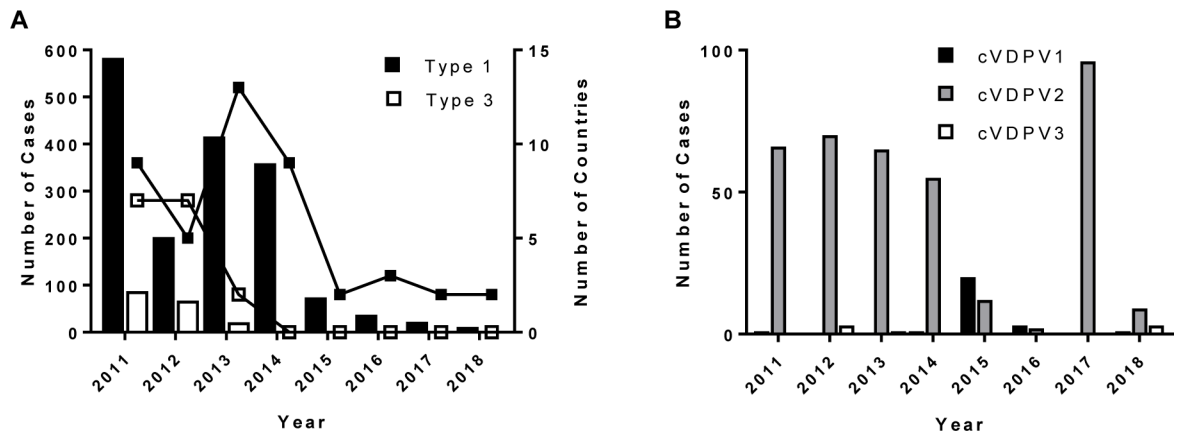 A
600
500
400
300
200
100
0
Number of Cases
15
10
5
0
Number of Countries
Type 1
Type 3
2011
2012
2013
2014
2015
2016
2017
2018
Year
B
100
50
0
Number of Cases
cVDPV1
cVDPV2
cVDPV3
2011
2012
2013
2014
2015
2016
2017
2018
Year